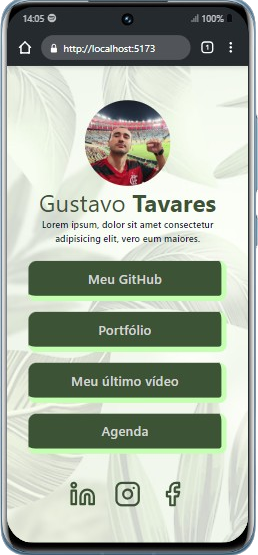 14:05 100%
http://localhost:5173 1
Gustavo Tavares
Lorem ipsum, dolor sit amet consectetur
adipisicing elit, vero eum maiores.
Meu GitHub
Portfólio
Meu último vídeo
Agenda
in